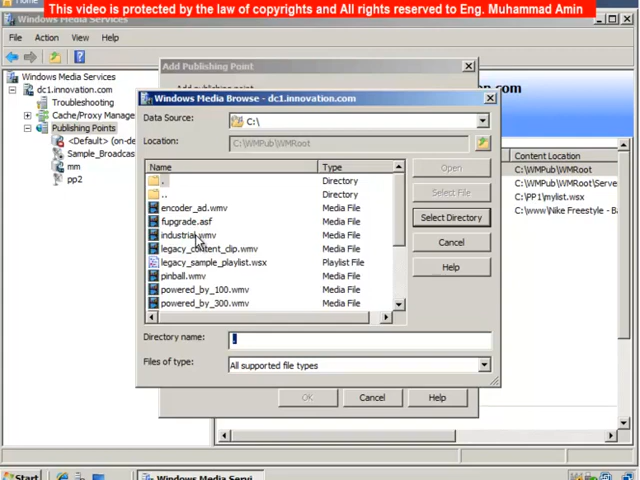 Home
This video is protected by the law of copyrights and All rights reserved to Eng. Muhammad Amin
Windows Media Services
File Action View Help
Windows Media Services
dc1.innovation.com
Troubleshooting
Cache/Proxy Manage
Publishing Points
<Default> (on-de
Sample_Broadcas
mm
pp2
Add Publishing Point
Windows Media Browse - dc1.innovation.com
Data Source:
C:\
Location:
C:\WMPub\WMRoot
Name Type
. Directory
.. Directory
encoder_ad.wmv Media File
fupgrade.asf Media File
industrial.wmv Media File
legacy_content_clip.wmv Media File
legacy_sample_playlist.wsx Playlist File
pinball.wmv Media File
powered_by_100.wmv Media File
powered_by_300.wmv Media File
Open
Select File
Select Directory
Cancel
Help
Directory name:
.
Files of type:
All supported file types
OK Cancel Help
on.com
Content Location
C:\WMPub\WMRoot
C:\WMPub\WMRoot\Serve
C:\PP1\mylist.wsx
C:\www\Nike Freestyle - Bri
Start
Windows Media Servi...